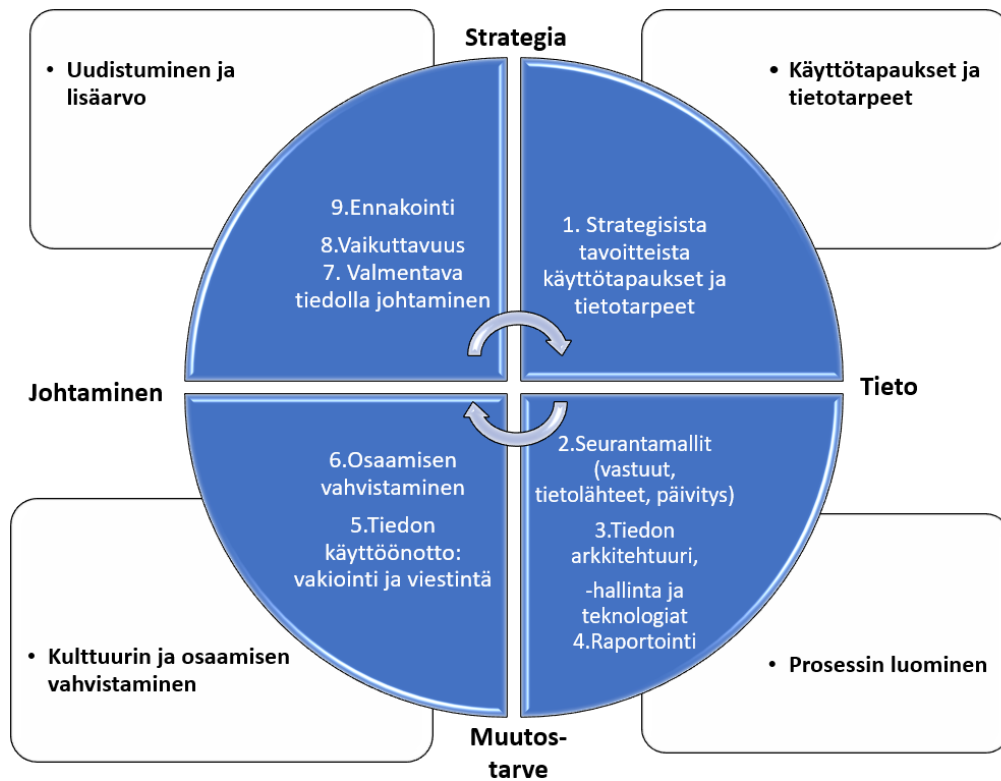 Strategia
• Uudistuminen ja
lisäarvo
• Käyttötapaukset ja
tietotarpeet
9.Ennakointi
8.Vaikuttavuus
7. Valmentava
tiedolla johtaminen
1. Strategisista
tavoitteista
käyttötapaukset ja
tietotarpeet
Johtaminen
Tieto
6.Osaamisen
vahvistaminen
5.Tiedon
käyttöönotto:
vakiointi ja viestintä
2.Seurantamallit
(vastuut,
tietolähteet, päivitys)
3.Tiedon
arkkitehtuuri,
-hallinta ja
teknologiat
4.Raportointi
• Kulttuurin ja osaamisen
vahvistaminen
• Prosessin luominen
Muutos-
tarve